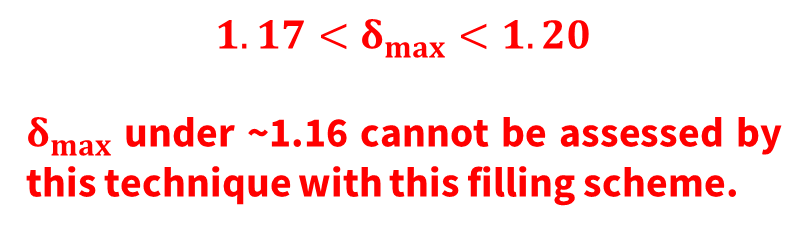 1.17 < δmax < 1.20
δmax under ~1.16 cannot be assessed by
this technique with this filling scheme.